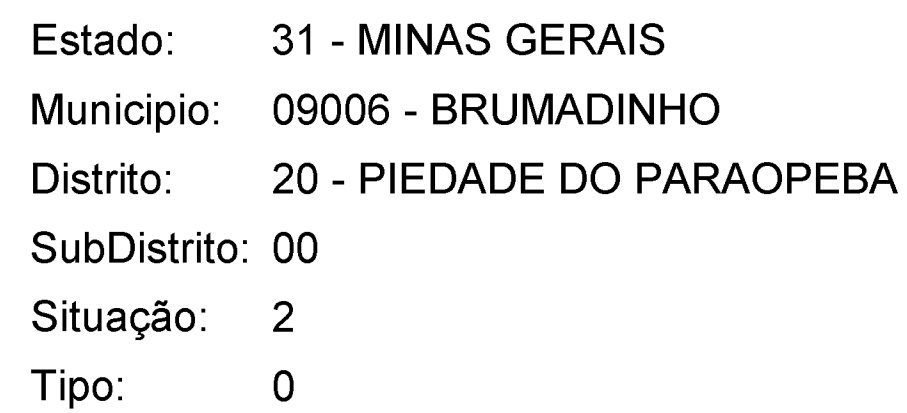 Estado: 31 - MINAS GERAIS
Municipio: 09006 - BRUMADINHO
Distrito: 20 - PIEDADE DO PARAOPEBA
SubDistrito: 00
Situação: 2
Tipo: 0